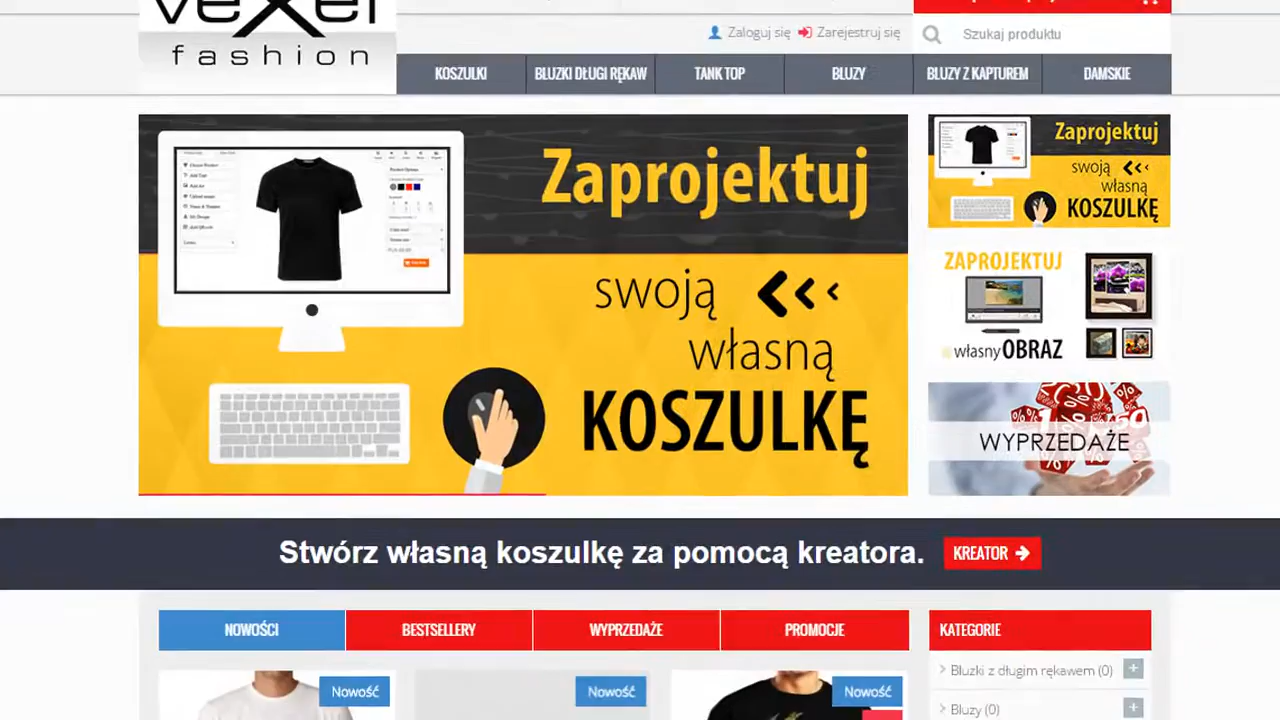 vexel
fashion
Zaloguj się
Zarejestruj się
Szukaj produktu
KOSZULKI
BLUZKI DŁUGI RĘKAW
TANK TOP
BLUZY
BLUZY Z KAPTUREM
DAMSKIE
Zaprojektuj
swoją
własną
KOSZULKĘ
Zaprojektuj
swoją
własną
KOSZULKĘ
ZAPROJEKTUJ
własny OBRAZ
WYPRZEDAŻE
Stwórz własną koszulkę za pomocą kreatora.
KREATOR
NOWOŚCI
BESTSELLERY
WYPRZEDAŻE
PROMOCJE
KATEGORIE
Bluzki z długim rękawem (0)
Bluzy (0)
Nowość
Nowość
Nowość